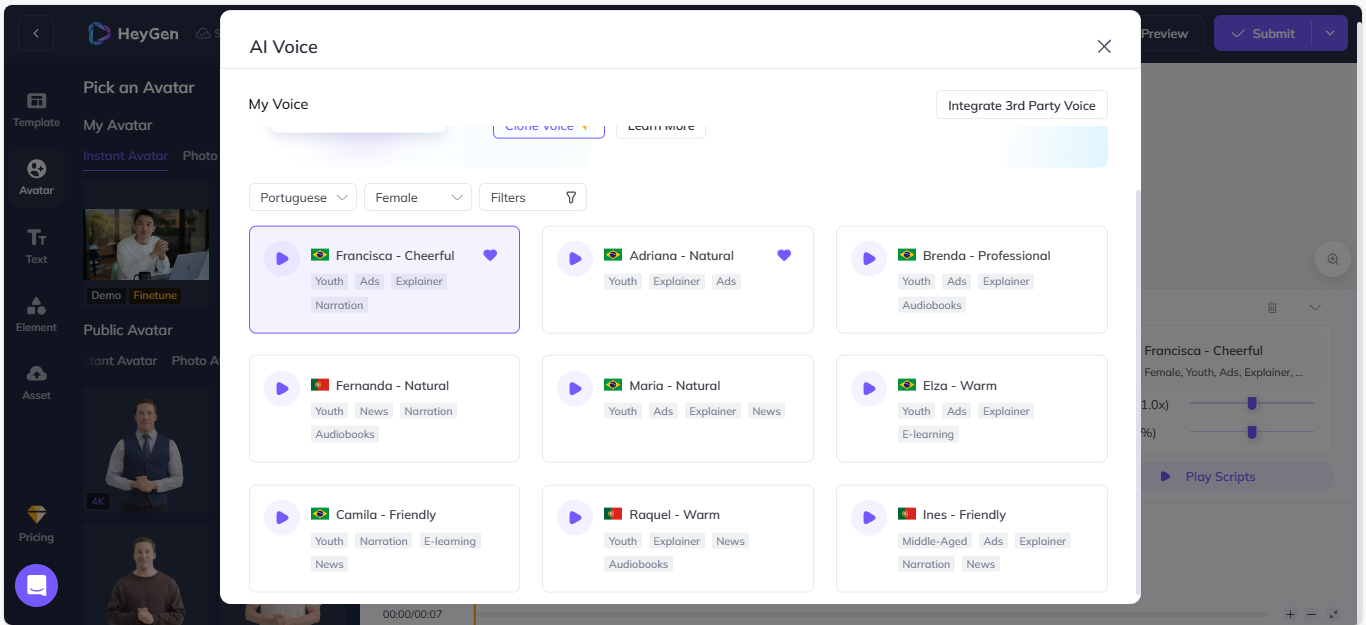 HeyGen
Preview
Submit
AI Voice
My Voice
Integrate 3rd Party Voice
Clone Voice
Learn More
Portuguese
Female
Filters
Francisca - Cheerful
Youth Ads Explainer
Narration
Adriana - Natural
Youth Explainer Ads
Brenda - Professional
Youth Ads Explainer
Audiobooks
Fernanda - Natural
Youth News Narration
Audiobooks
Maria - Natural
Youth Ads Explainer News
Elza - Warm
Youth Ads Explainer
E-learning
Camila - Friendly
Youth Narration E-learning
News
Raquel - Warm
Youth Explainer News
Audiobooks
Ines - Friendly
Middle-Aged Ads Explainer
Narration News
Template
Avatar
Text
Element
Asset
Pricing
Pick an Avatar
My Avatar
Instant Avatar Photo
Demo Finetune
Public Avatar
stant Avatar Photo A
4K
Francisca - Cheerful
Female, Youth, Ads, Explainer, ...
1.0x)
%)
Play Scripts
00:00/00:07